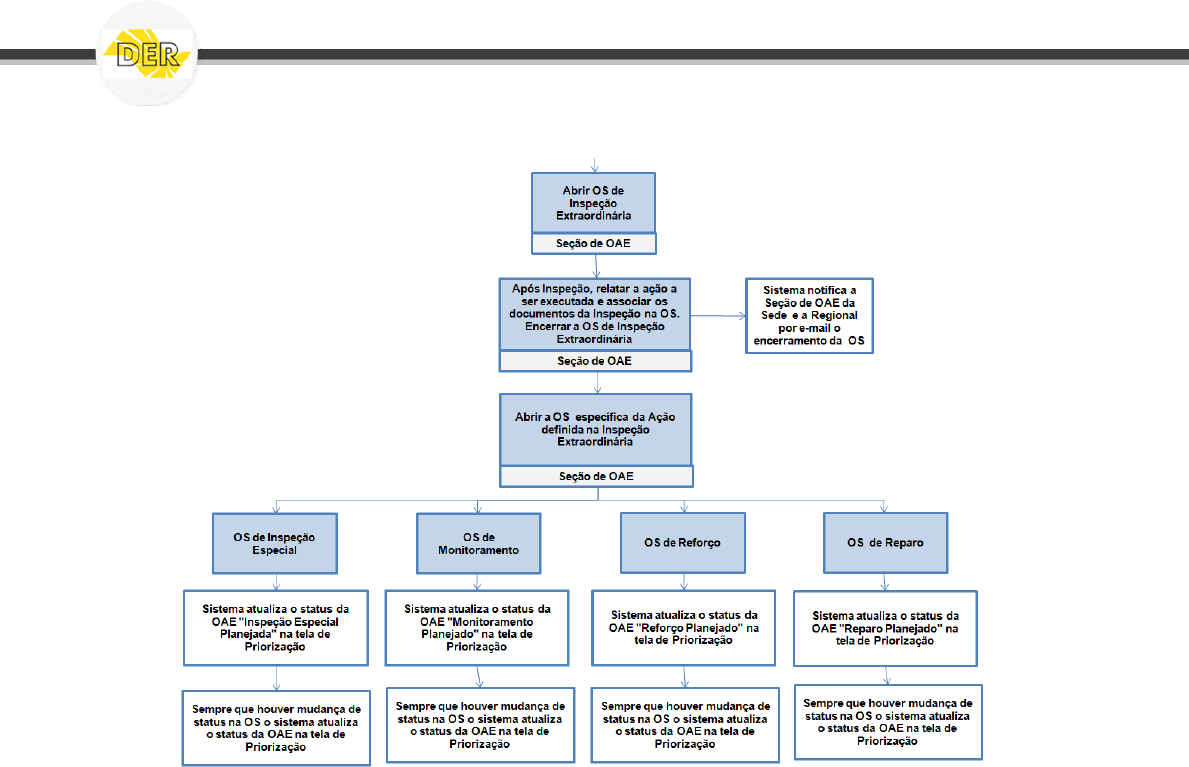 DER
Abrir OS de
Inspeção
Extraordinária
Seção de OAE
Após Inspeção, relatar a ação a
ser executada e associar os
documentos da Inspeção na OS.
Encerrar a OS de Inspeção
Extraordinária
Seção de OAE
Sistema notifica a
Seção de OAE da
Sede e a Regional
por e-mail o
encerramento da OS
Abrir a OS específica da Ação
definida na Inspeção
Extraordinária
Seção de OAE
OS de Inspeção
Especial
OS de
Monitoramento
OS de Reforço
OS de Reparo
Sistema atualiza o status da
OAE "Inspeção Especial
Planejada" na tela de
Priorização
Sistema atualiza o status da
OAE "Monitoramento
Planejado" na tela de
Priorização
Sistema atualiza o status da
OAE "Reforço Planejado" na
tela de Priorização
Sistema atualiza o status da
OAE "Reparo Planejado" na
tela de Priorização
Sempre que houver mudança de
status na OS o sistema atualiza
o status da OAE na tela de
Priorização
Sempre que houver mudança de
status na OS o sistema atualiza
o status da OAE na tela de
Priorização
Sempre que houver mudança de
status na OS o sistema atualiza
o status da OAE na tela de
Priorização
Sempre que houver mudança de
status na OS o sistema atualiza
o status da OAE na tela de
Priorização